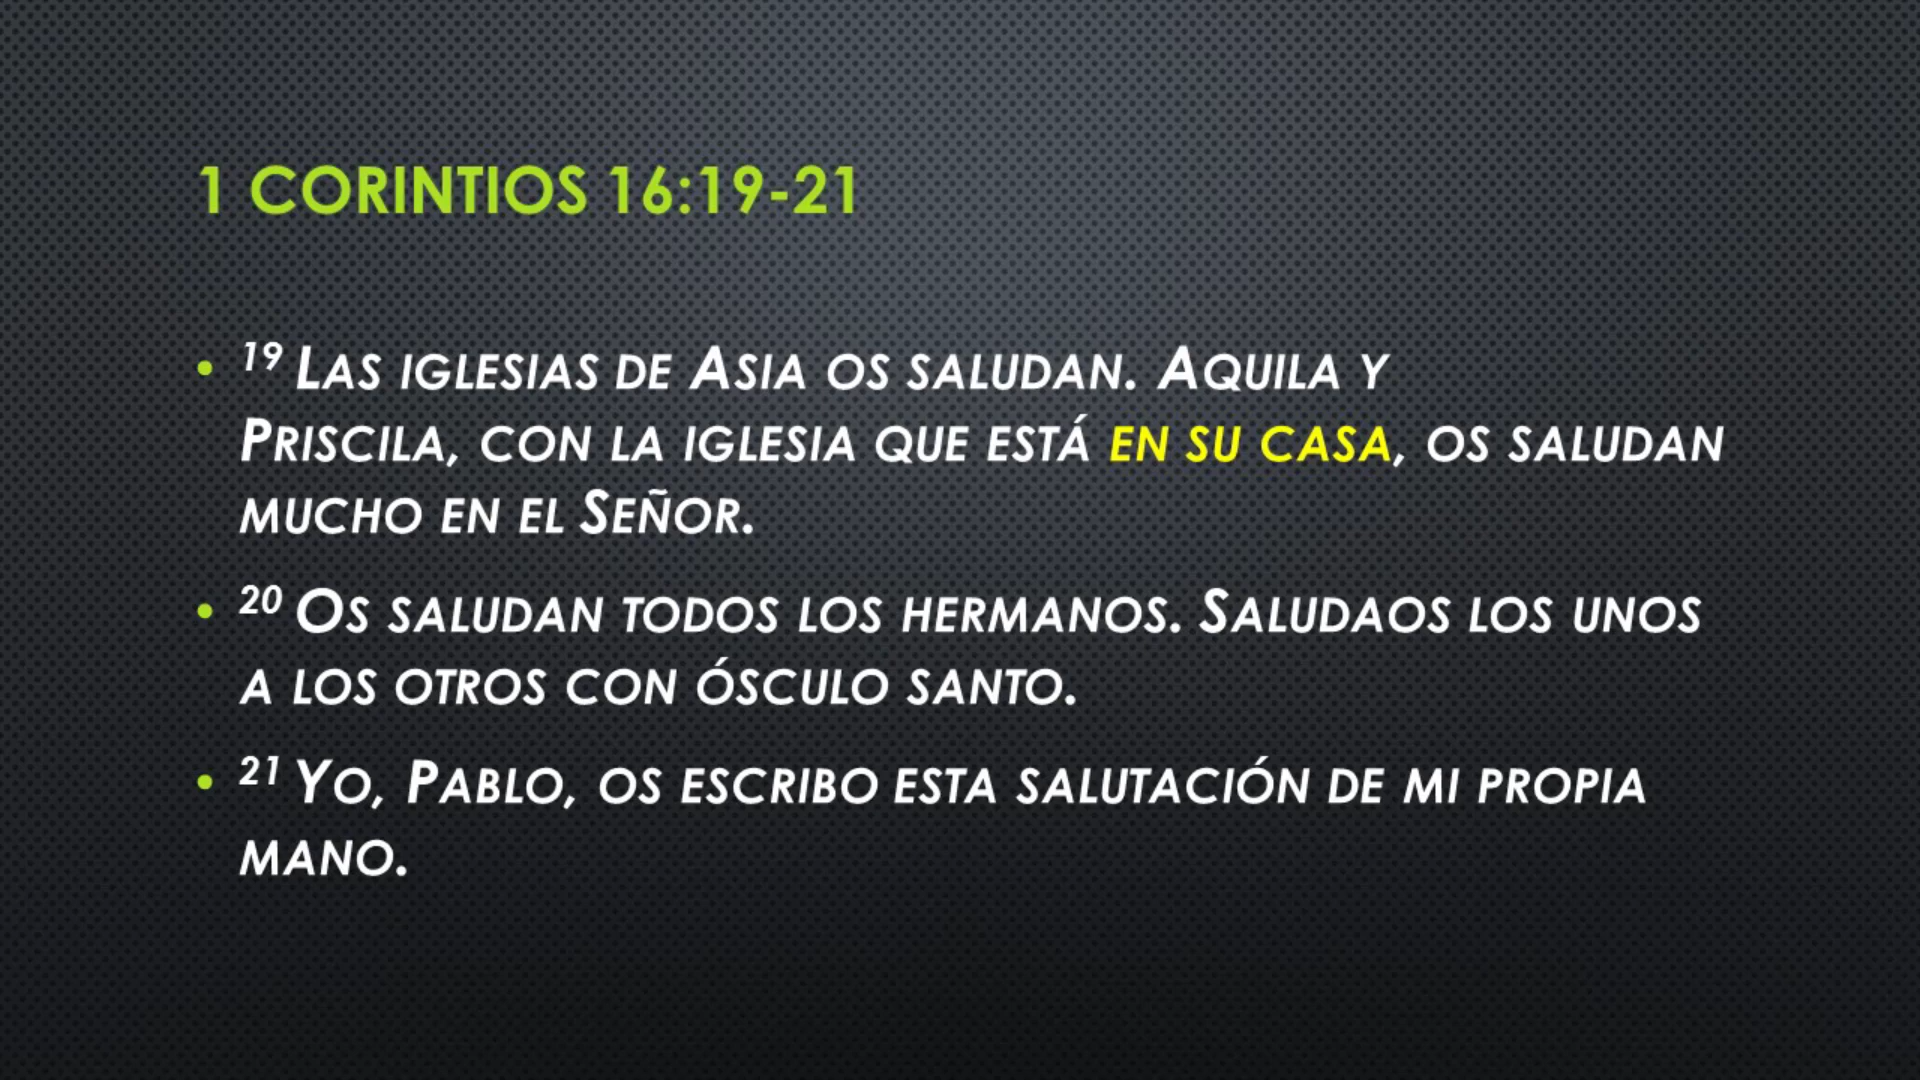 1 CORINTIOS 16:19-21
• 19 LAS IGLESIAS DE ASIA OS SALUDAN. AQUILA Y
PRISCILA, CON LA IGLESIA QUE ESTÁ EN SU CASA, OS SALUDAN
MUCHO EN EL SEÑOR.
• 20 OS SALUDAN TODOS LOS HERMANOS. SALUDAOS LOS UNOS
A LOS OTROS CON ÓSCULO SANTO.
• 21 YO, PABLO, OS ESCRIBO ESTA SALUTACIÓN DE MI PROPIA
MANO.